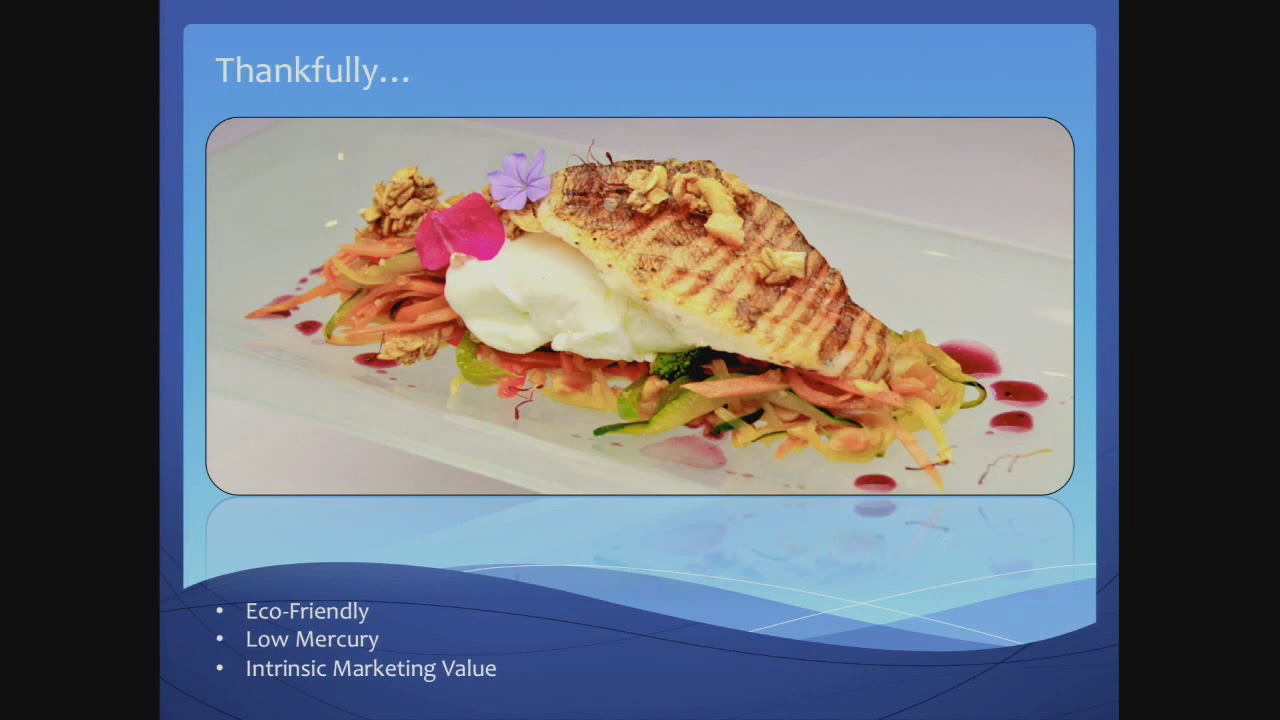 Thankfully...
• Eco-Friendly
• Low Mercury
• Intrinsic Marketing Value